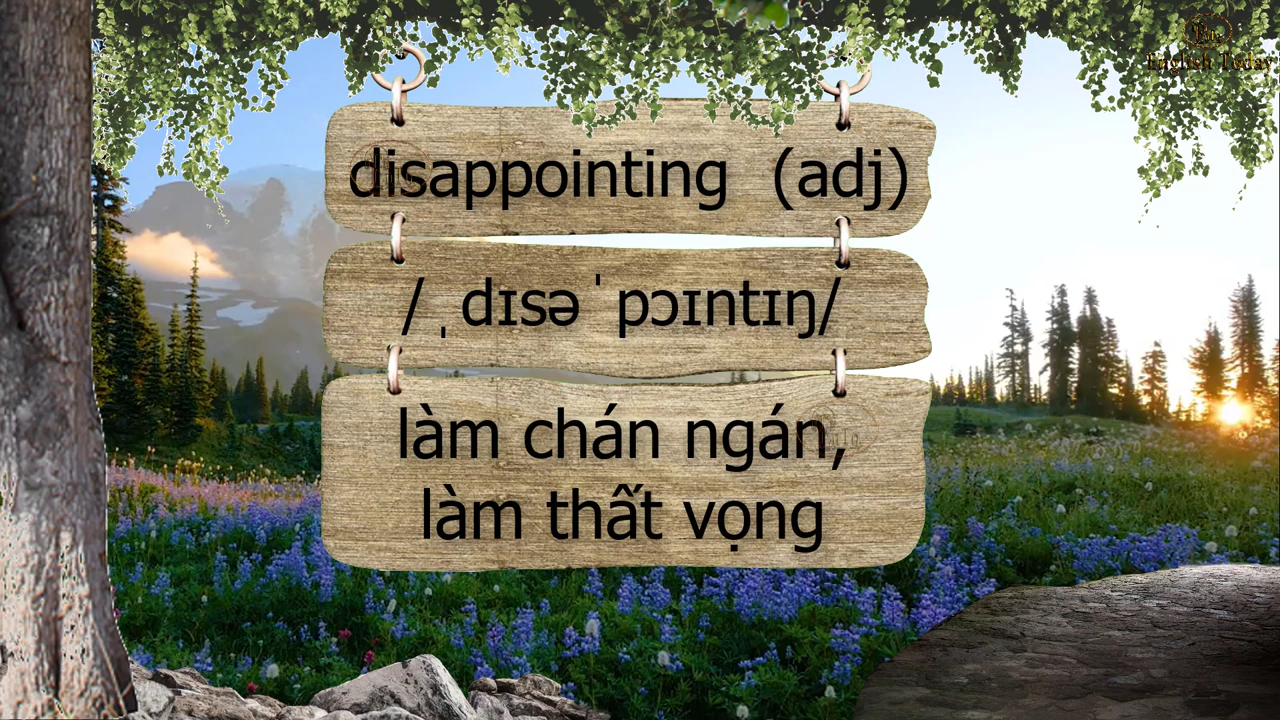 English Today
disappointing (adj)
/ˌdɪsəˈpɔɪntɪŋ/
làm chán ngán,
làm thất vọng